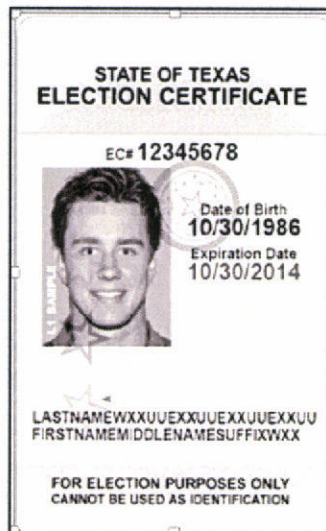 STATE OF TEXAS
ELECTION CERTIFICATE
EC# 12345678
Date of Birth
10/30/1986
Expiration Date
10/30/2014
SAMPLE
LASTNAMEWXXUUEXXUUEXXUUEXXUU
FIRSTNAMEMIDDLENAMESUFFIXWXX
FOR ELECTION PURPOSES ONLY
CANNOT BE USED AS IDENTIFICATION